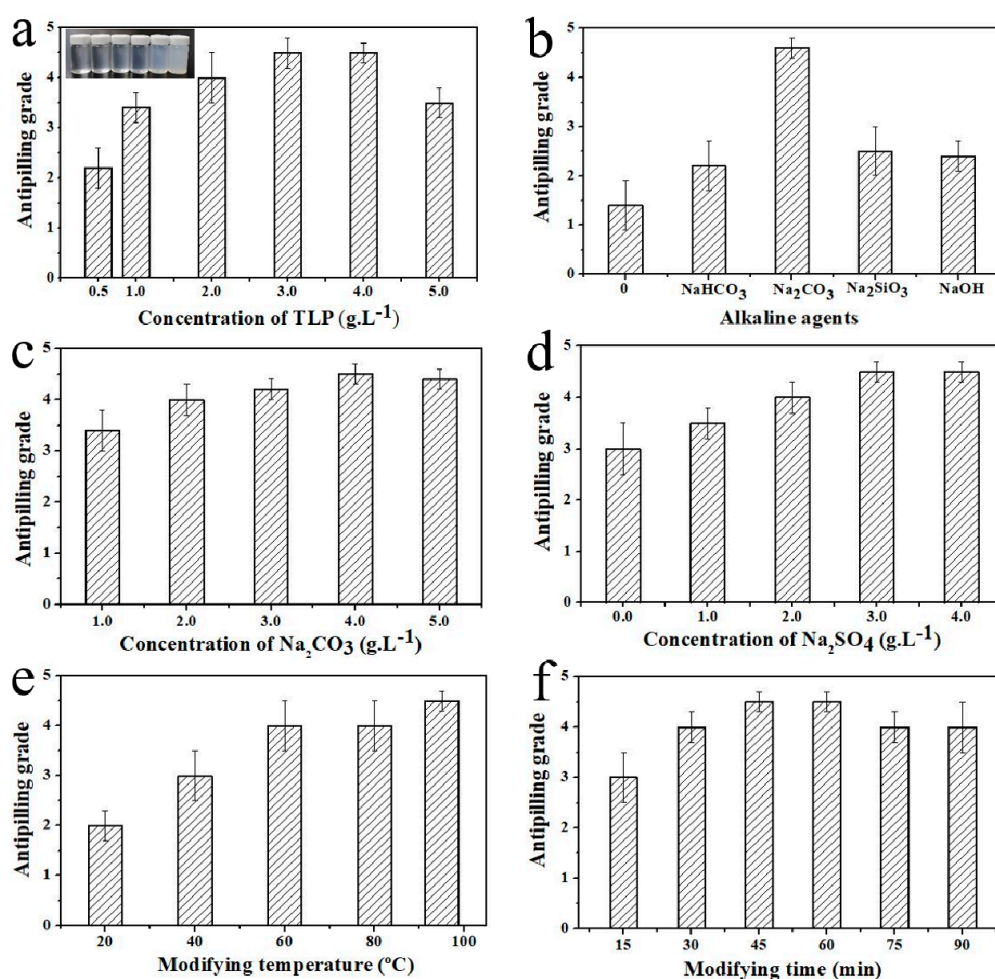 a
Antipilling grade
5
4
3
2
1
0
0.5 1.0 2.0 3.0 4.0 5.0
Concentration of TLP (g.L-1)
b
Antipilling grade
5
4
3
2
1
0
0 NaHCO3 Na2CO3 Na2SiO3 NaOH
Alkaline agents
c
Antipilling grade
5
4
3
2
1
0
1.0 2.0 3.0 4.0 5.0
Concentration of Na2CO3 (g.L-1)
d
Antipilling grade
5
4
3
2
1
0
0.0 1.0 2.0 3.0 4.0
Concentration of Na2SO4 (g.L-1)
e
Antipilling grade
5
4
3
2
1
0
20 40 60 80 100
Modifying temperature (ºC)
f
Antipilling grade
5
4
3
2
1
0
15 30 45 60 75 90
Modifying time (min)